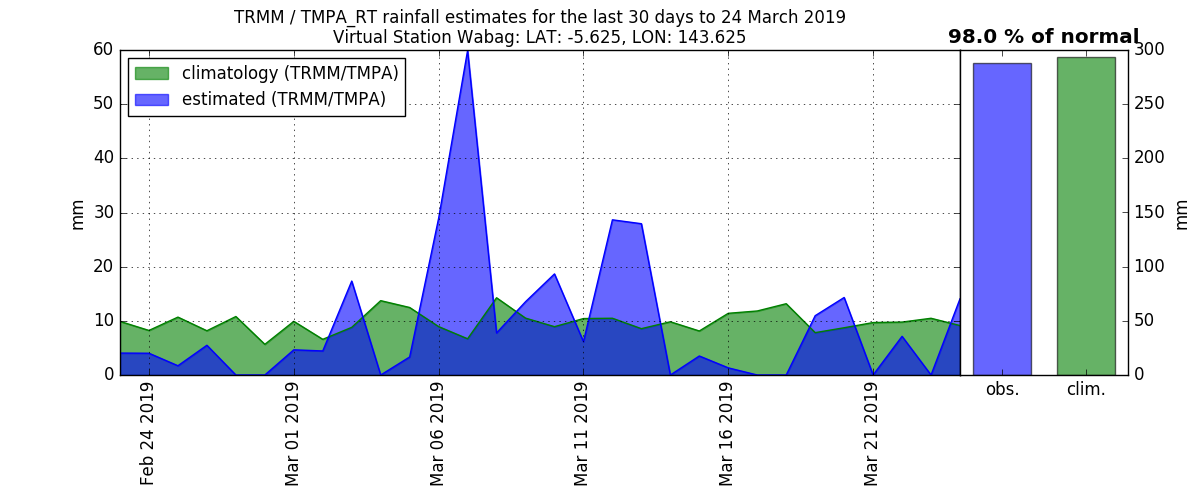 TRMM / TMPA_RT rainfall estimates for the last 30 days to 24 March 2019
Virtual Station Wabag: LAT: -5.625, LON: 143.625
98.0 % of normal
climatology (TRMM/TMPA)
estimated (TRMM/TMPA)
60
50
40
30
20
10
0
mm
300
250
200
150
100
50
0
mm
Feb 24 2019
Mar 01 2019
Mar 06 2019
Mar 11 2019
Mar 16 2019
Mar 21 2019
obs.
clim.